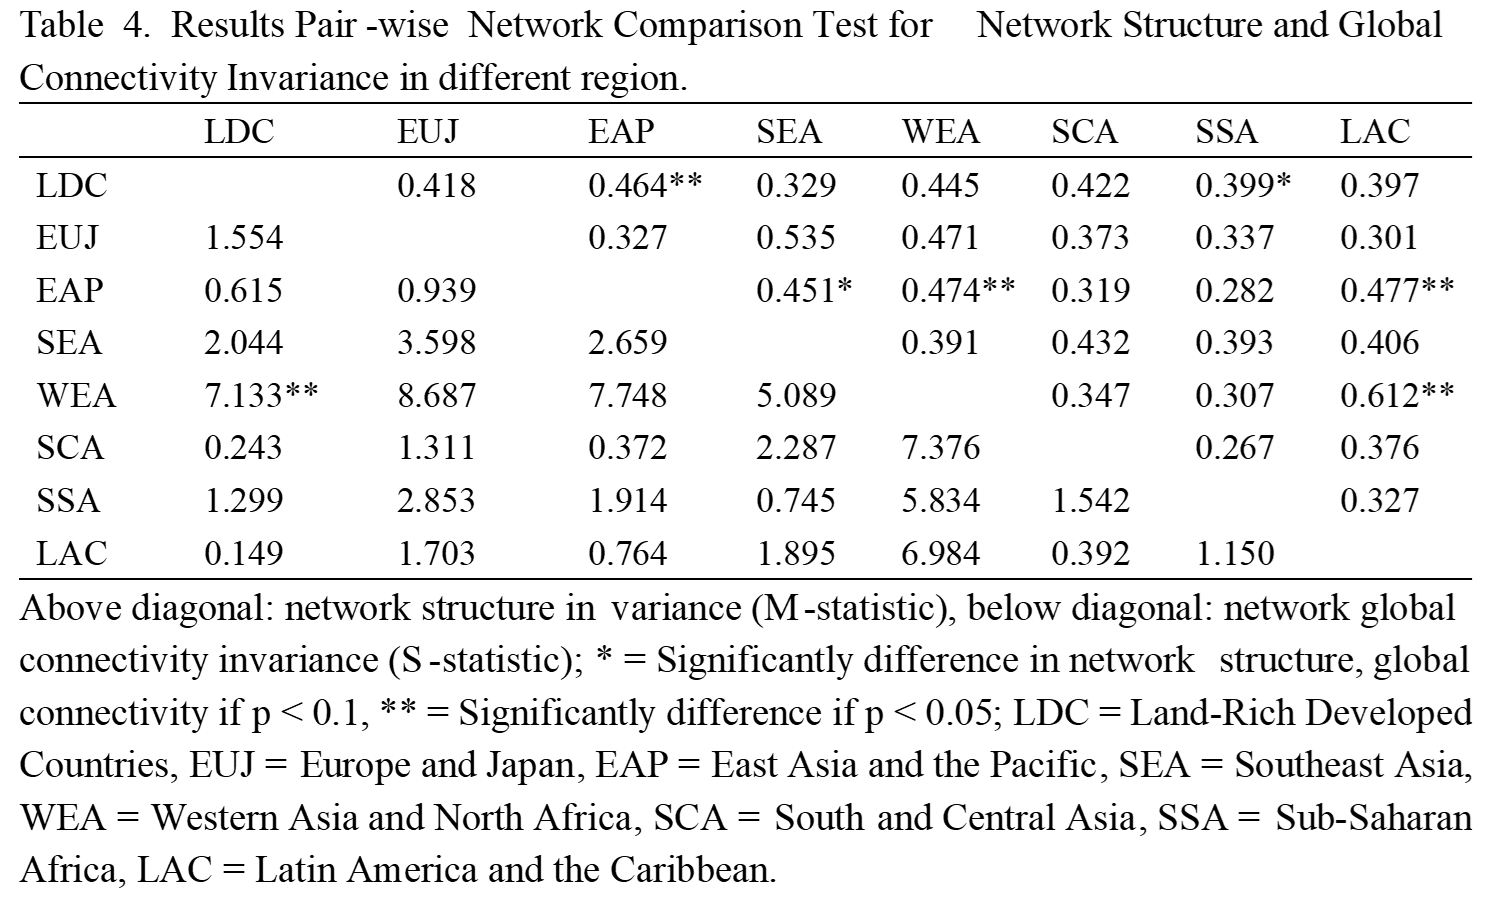 Table 4. Results Pair -wise Network Comparison Test for Network Structure and Global
Connectivity Invariance in different region.
LDC EUJ EAP SEA WEA SCA SSA LAC
LDC 0.418 0.464** 0.329 0.445 0.422 0.399* 0.397
EUJ 1.554 0.327 0.535 0.471 0.373 0.337 0.301
EAP 0.615 0.939 0.451* 0.474** 0.319 0.282 0.477**
SEA 2.044 3.598 2.659 0.391 0.432 0.393 0.406
WEA 7.133** 8.687 7.748 5.089 0.347 0.307 0.612**
SCA 0.243 1.311 0.372 2.287 7.376 0.267 0.376
SSA 1.299 2.853 1.914 0.745 5.834 1.542 0.327
LAC 0.149 1.703 0.764 1.895 6.984 0.392 1.150
Above diagonal: network structure in variance (M-statistic), below diagonal: network global
connectivity invariance (S -statistic); * = Significantly difference in network structure, global
connectivity if p < 0.1, ** = Significantly difference if p < 0.05; LDC = Land-Rich Developed
Countries, EUJ = Europe and Japan, EAP = East Asia and the Pacific, SEA = Southeast Asia,
WEA = Western Asia and North Africa, SCA = South and Central Asia, SSA = Sub-Saharan
Africa, LAC = Latin America and the Caribbean.